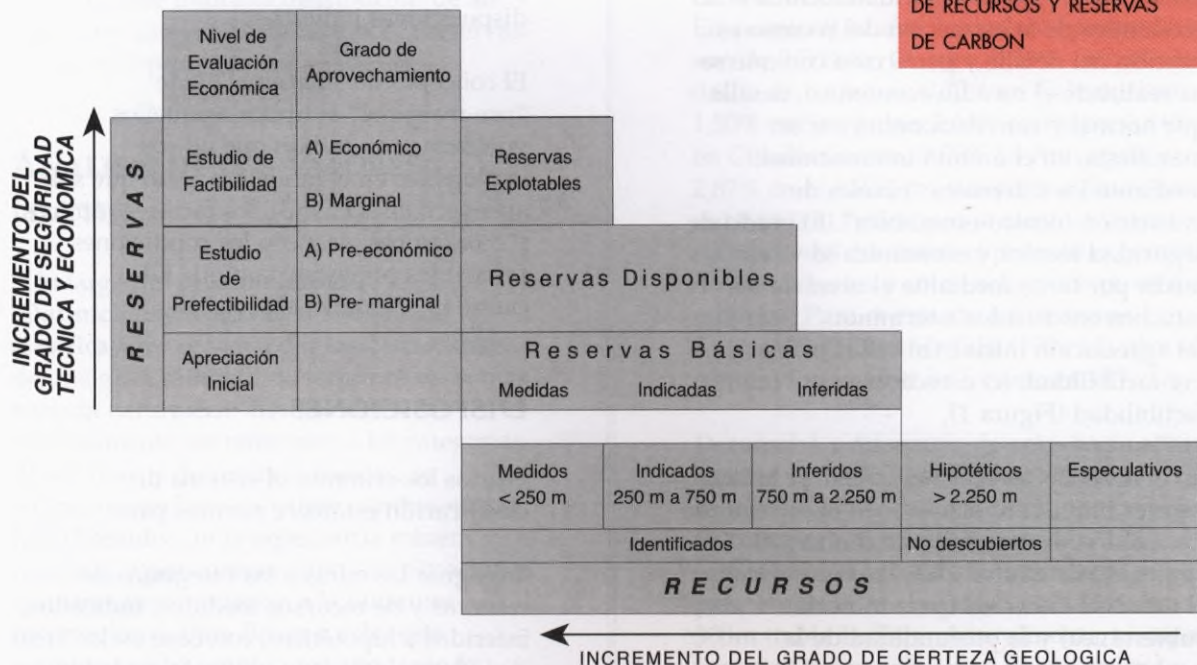 DE RECURSOS Y RESERVAS
DE CARBON
Nivel de
Evaluación
Económica
Grado de
Aprovechamiento
INCREMENTO DEL
GRADO DE SEGURIDAD
TECNICA Y ECONOMICA
RESERVAS
Estudio de
Factibilidad
A) Económico
B) Marginal
Reservas
Explotables
Estudio
de
Prefectibilidad
A) Pre-económico
B) Pre- marginal
Reservas Disponibles
Apreciación
Inicial
Reservas Básicas
Medidas Indicadas Inferidas
Medidos Indicados Inferidos Hipotéticos Especulativos
< 250 m 250 m a 750 m 750 m a 2.250 m > 2.250 m
Identificados No descubiertos
RECURSOS
INCREMENTO DEL GRADO DE CERTEZA GEOLOGICA